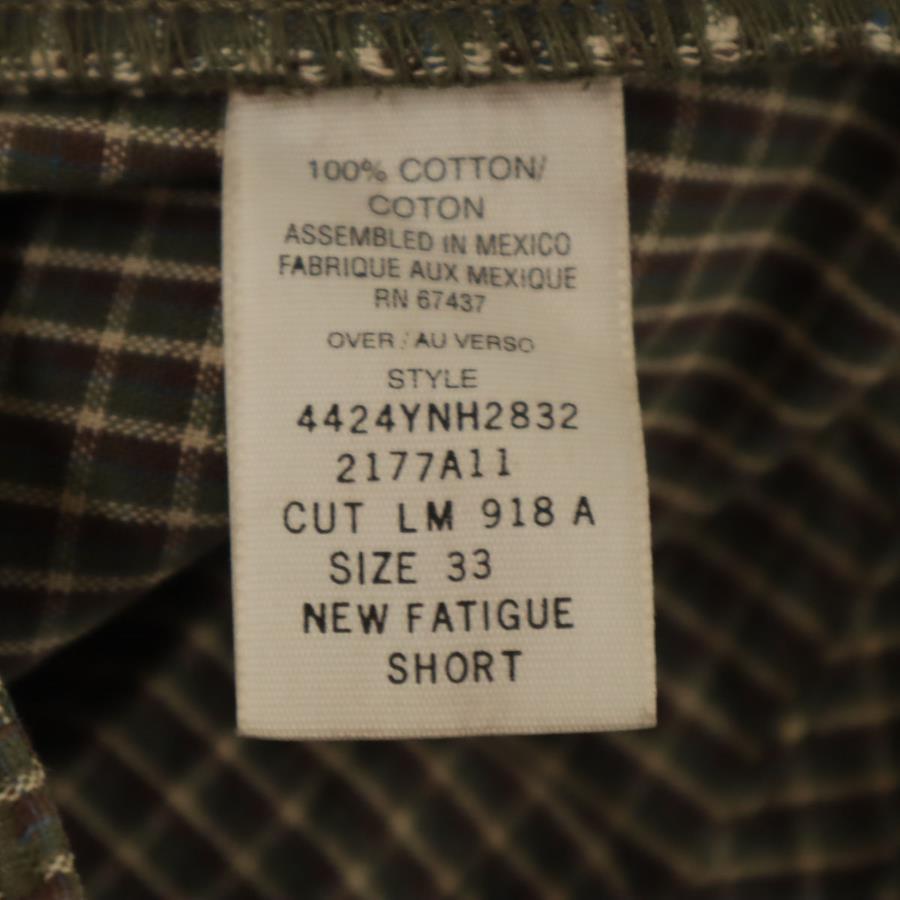 100% COTTON/
COTON
ASSEMBLED IN MEXICO
FABRIQUE AUX MEXIQUE
RN 67437
OVER / AU VERSO
STYLE
4424YNH2832
2177A11
CUT LM 918 A
SIZE 33
NEW FATIGUE
SHORT